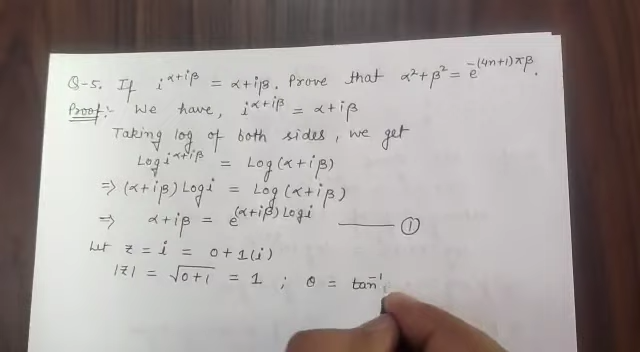 Q-5. If i^α+iβ = α+iβ. Prove that α²+β² = e^-(4n+1)πβ.
Proof:- We have, i^α+iβ = α+iβ
Taking log of both sides, we get
Log i^α+iβ = Log(α+iβ)
⇒ (α+iβ) Log i = Log(α+iβ)
⇒ α+iβ = e^(α+iβ) Log i —— ①
Let z = i = 0+1(i)
|z| = √0+1 = 1 ; θ = tan⁻¹